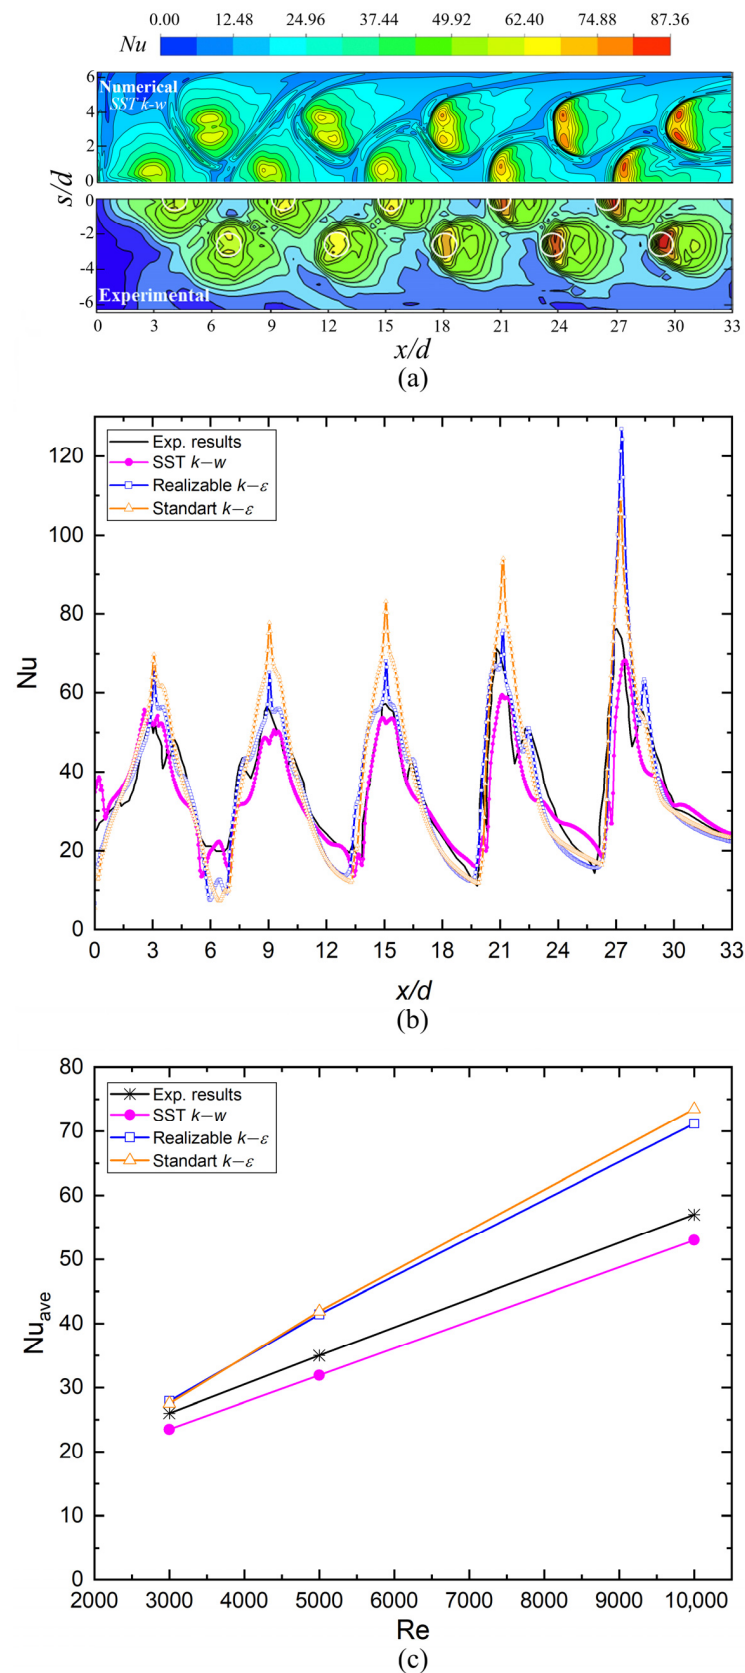 0.00 12.48 24.96 37.44 49.92 62.40 74.88 87.36
Nu
Numerical
SST k-w
6
4
2
0
s/d
0
-2
-4
-6
Experimental
0 3 6 9 12 15 18 21 24 27 30 33
x/d
(a)
Exp. results
SST k−w
Realizable k−ε
Standart k−ε
120
100
80
60
40
20
0
Nu
0 3 6 9 12 15 18 21 24 27 30 33
x/d
(b)
Exp. results
SST k−w
Realizable k−ε
Standart k−ε
80
70
60
50
40
30
20
10
0
Nuave
2000 3000 4000 5000 6000 7000 8000 9000 10,000
Re
(c)